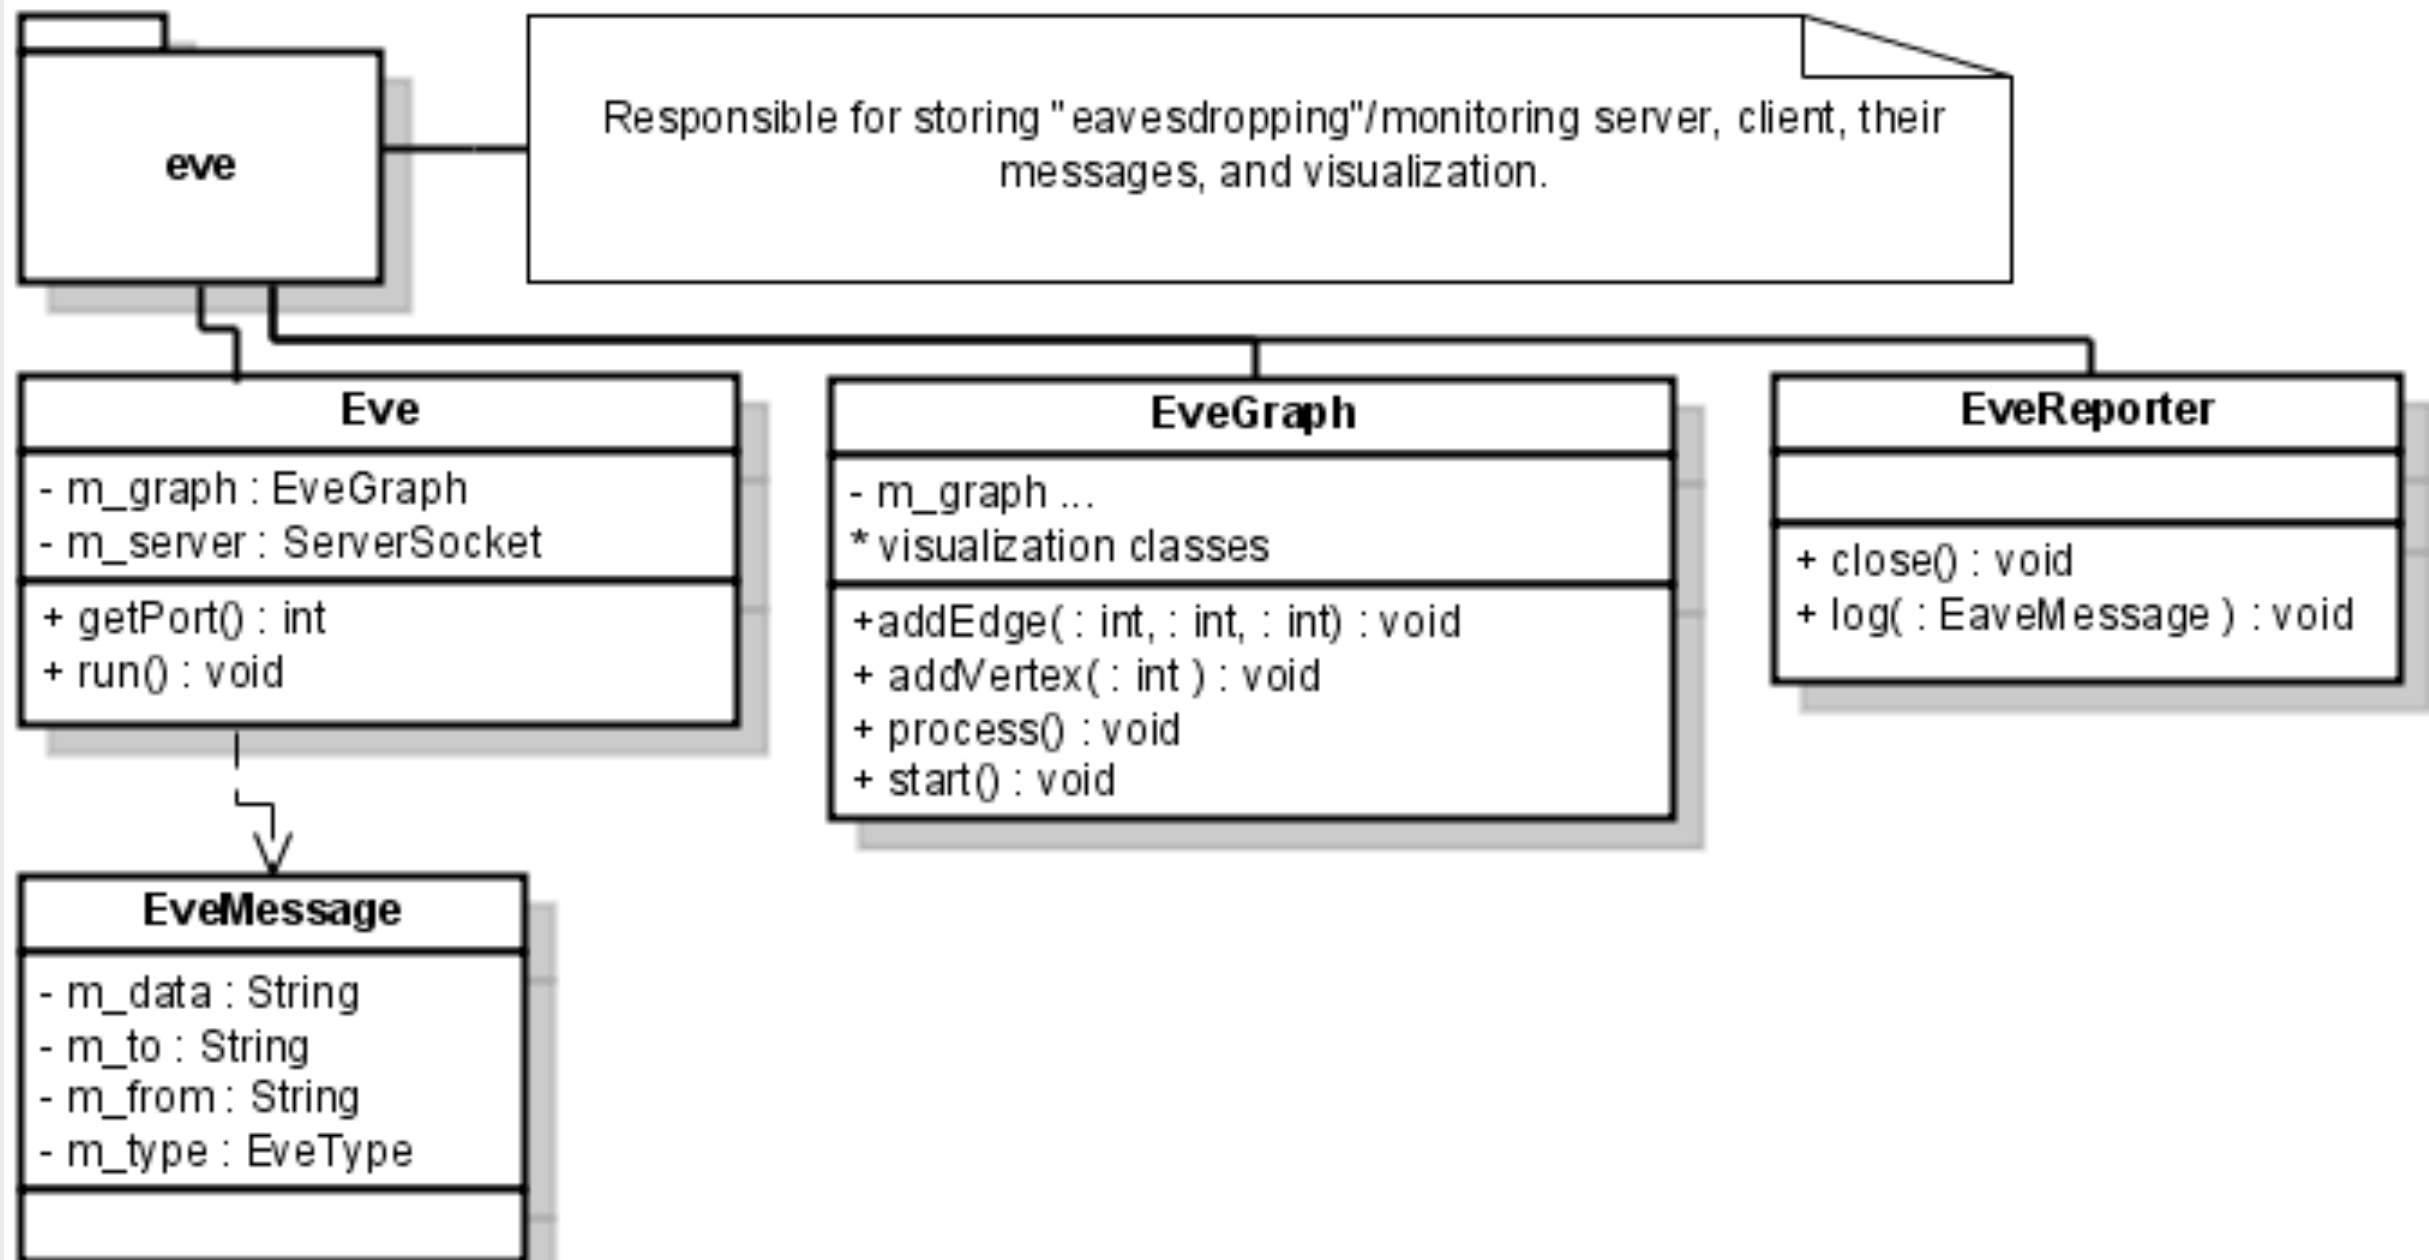 eve
Responsible for storing "eavesdropping"/monitoring server, client, their
messages, and visualization.
Eve
- m_graph : EveGraph
- m_server : ServerSocket
+ getPort() : int
+ run() : void
EveGraph
- m_graph ...
* visualization classes
+addEdge( : int, : int, : int) : void
+ addVertex( : int ) : void
+ process() : void
+ start() : void
EveReporter
+ close() : void
+ log( : EaveMessage ) : void
EveMessage
- m_data : String
- m_to : String
- m_from : String
- m_type : EveType